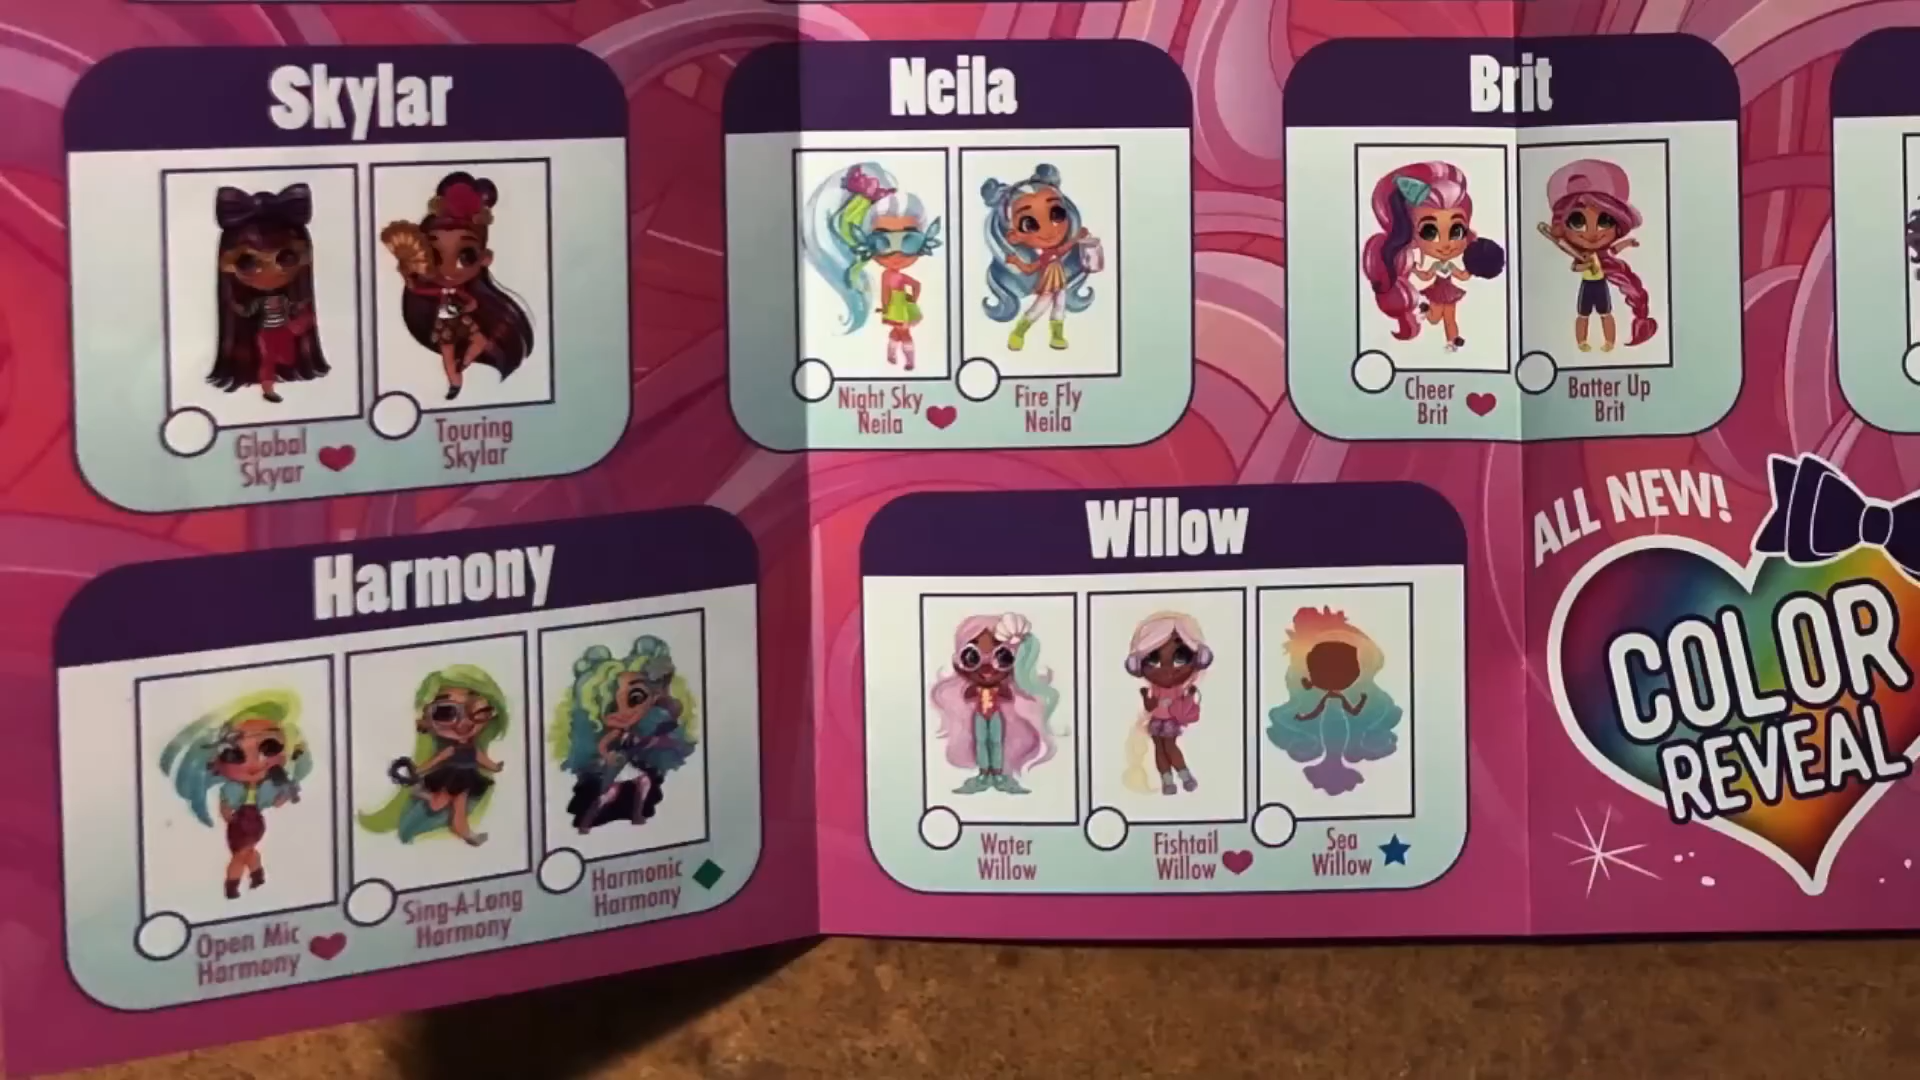 Skylar
Global
Skyar
Touring
Skylar
Neila
Night Sky
Neila
Fire Fly
Neila
Brit
Cheer
Brit
Batter Up
Brit
Harmony
Open Mic
Harmony
Sing-A-Long
Harmony
Harmonic
Harmony
Willow
Water
Willow
Fishtail
Willow
Sea
Willow
ALL NEW!
COLOR
REVEAL